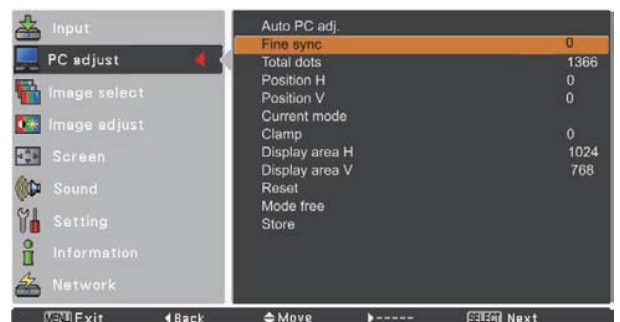 Input
PC adjust
Image select
Image adjust
Screen
Sound
Setting
Information
Network
Auto PC adj.
Fine sync 0
Total dots 1366
Position H 0
Position V 0
Current mode
Clamp 0
Display area H 1024
Display area V 768
Reset
Mode free
Store
MENU Exit Back Move ----- SELECT Next